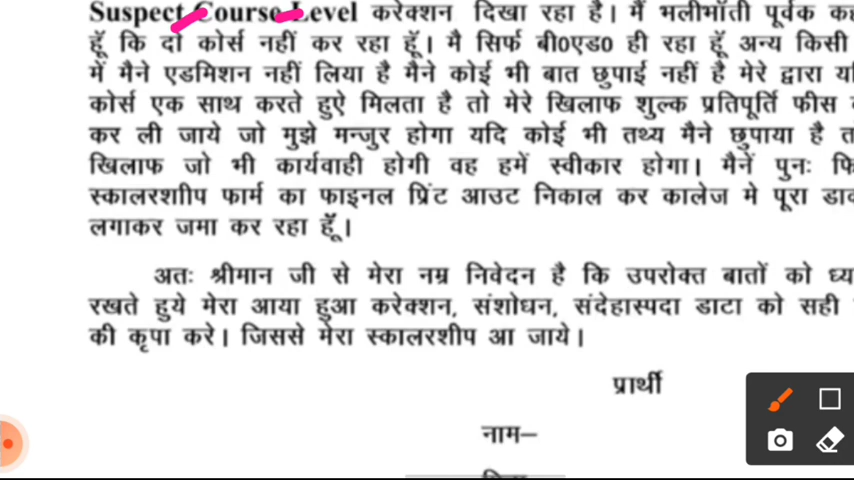 Suspect Course Level करेक्शन दिखा रहा है। मैं भलीभॉती पूर्वक
हूँ कि दो कोर्स नहीं कर रहा हूँ। मै सिर्फ बी0एड0 ही रहा हूँ अन्य किसी
में मैने एडमिशन नहीं लिया है मैने कोई भी बात छुपाई नहीं है मेरे द्वारा
कोर्स एक साथ करते हुऐ मिलता है तो मेरे खिलाफ शुल्क प्रतिपूर्ति फीस
कर ली जाये जो मुझे मन्जुर होगा यदि कोई भी तथ्य मैने छुपाया है
खिलाफ जो भी कार्यवाही होगी वह हमें स्वीकार होगा। मैनें पुनः
स्कालरशीप फार्म का फाइनल प्रिंट आउट निकाल कर कालेज मे पूरा
लगाकर जमा कर रहा हूँ।
अतः श्रीमान जी से मेरा नम्र निवेदन है कि उपरोक्त बातों को
रखते हुये मेरा आया हुआ करेक्शन, संशोधन, संदेहास्पदा डाटा को सही
की कृपा करे। जिससे मेरा स्कालरशीप आ जाये।
प्रार्थी
नाम–